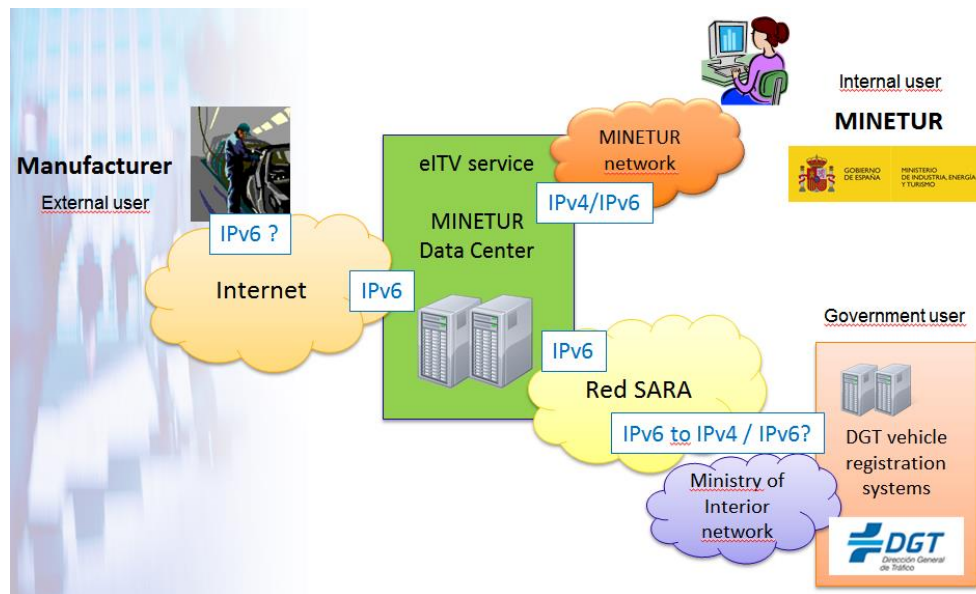 Manufacturer
External user
IPv6 ?
Internet
IPv6
eITV service
MINETUR
Data Center
MINETUR
network
IPv4/IPv6
Internal user
MINETUR
GOBIERNO
DE ESPAÑA
MINISTERIO
DE INDUSTRIA, ENERGÍA
Y TURISMO
IPv6
Red SARA
IPv6 to IPv4 / IPv6?
Ministry of
Interior
network
Government user
DGT vehicle
registration
systems
DGT
Dirección General
de Tráfico